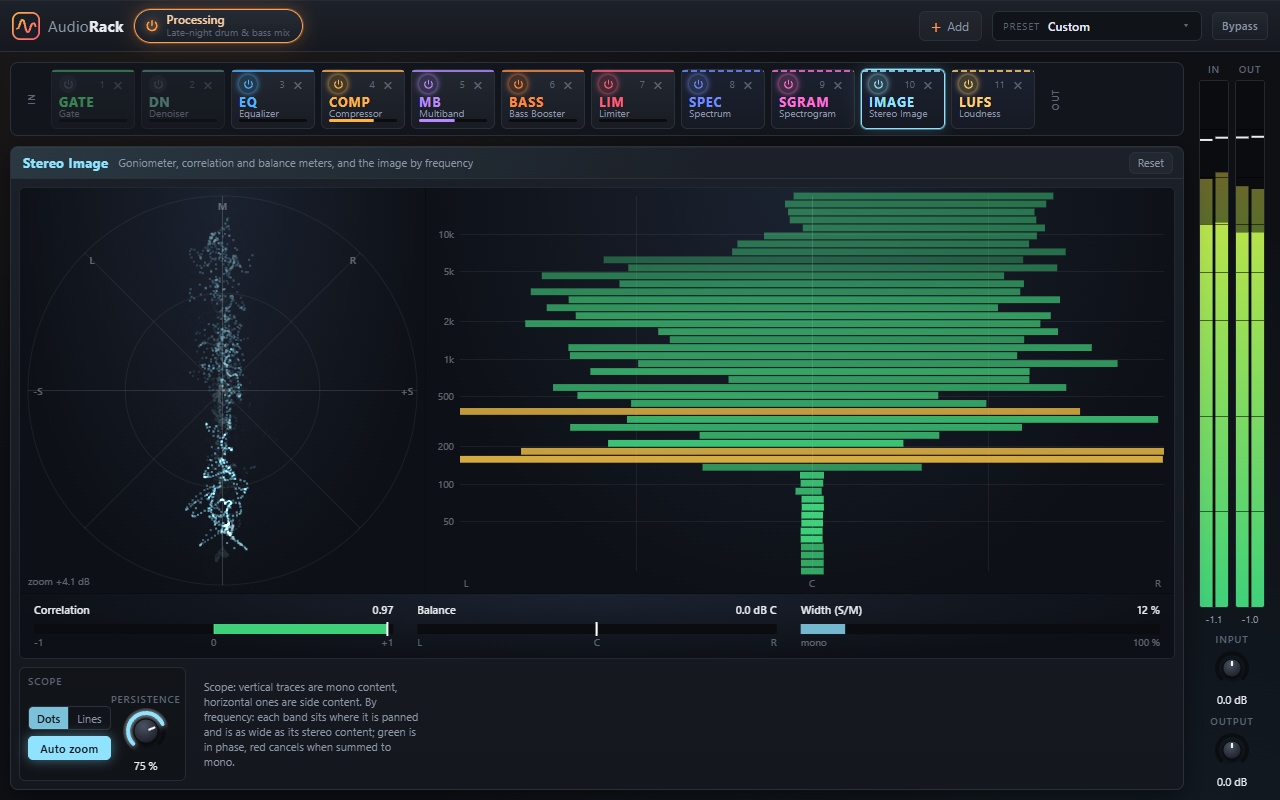 AudioRack
Processing
Late-night drum & bass mix
+ Add
PRESET Custom
Bypass
IN
1
GATE
Gate
2
DN
Denoiser
3
EQ
Equalizer
4
COMP
Compressor
5
MB
Multiband
6
BASS
Bass Booster
7
LIM
Limiter
8
SPEC
Spectrum
9
SGRAM
Spectrogram
10
IMAGE
Stereo Image
11
LUFS
Loudness
OUT
IN OUT
Stereo Image Goniometer, correlation and balance meters, and the image by frequency
Reset
M
L
R
-S
+S
zoom +4.1 dB
10k
5k
2k
1k
500
200
100
50
L C R
Correlation 0.97
-1 0 +1
Balance 0.0 dB C
L C R
Width (S/M) 12 %
mono 100 %
SCOPE
Dots Lines
Auto zoom
PERSISTENCE
75 %
Scope: vertical traces are mono content,
horizontal ones are side content. By
frequency: each band sits where it is panned
and is as wide as its stereo content; green is
in phase, red cancels when summed to
mono.
-1.1 -1.0
INPUT
0.0 dB
OUTPUT
0.0 dB